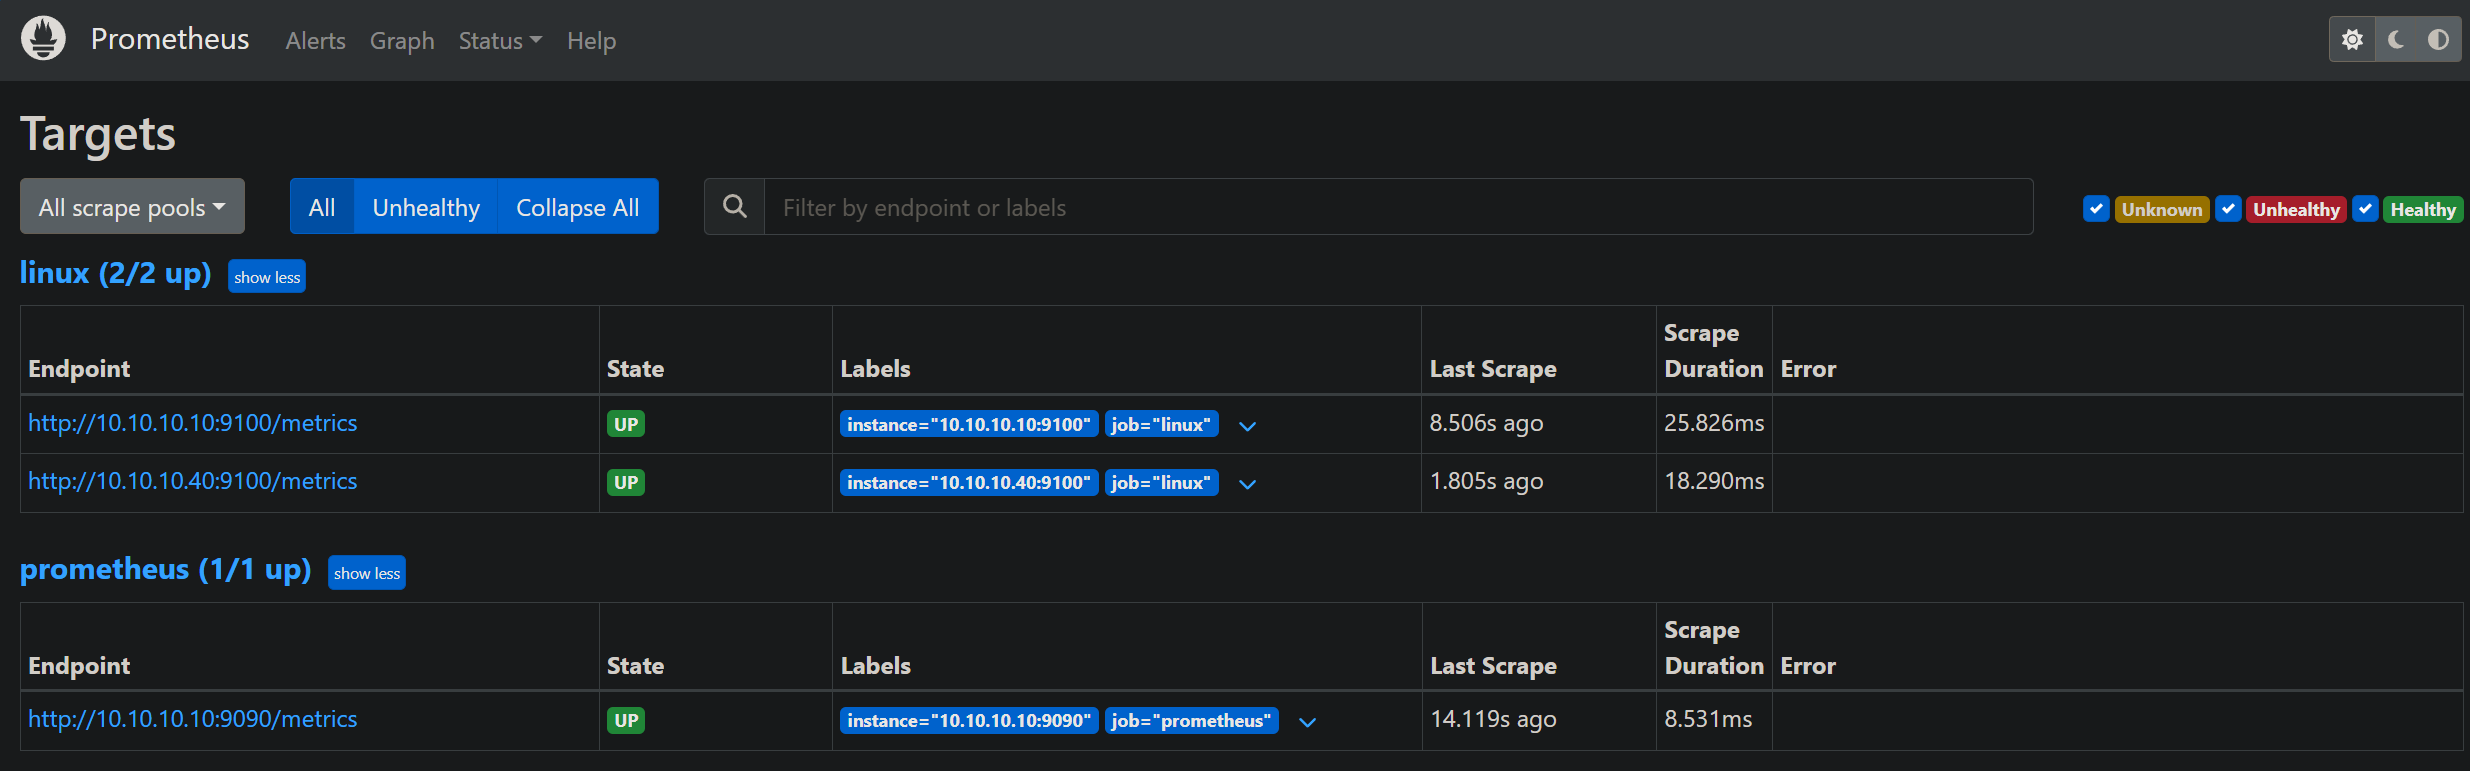 Prometheus Alerts Graph Status Help
Targets
All scrape pools All Unhealthy Collapse All Filter by endpoint or labels Unknown Unhealthy Healthy
linux (2/2 up) show less
Endpoint State Labels Last Scrape Scrape Duration Error
http://10.10.10.10:9100/metrics UP instance="10.10.10.10:9100" job="linux" 8.506s ago 25.826ms
http://10.10.10.40:9100/metrics UP instance="10.10.10.40:9100" job="linux" 1.805s ago 18.290ms
prometheus (1/1 up) show less
Endpoint State Labels Last Scrape Scrape Duration Error
http://10.10.10.10:9090/metrics UP instance="10.10.10.10:9090" job="prometheus" 14.119s ago 8.531ms